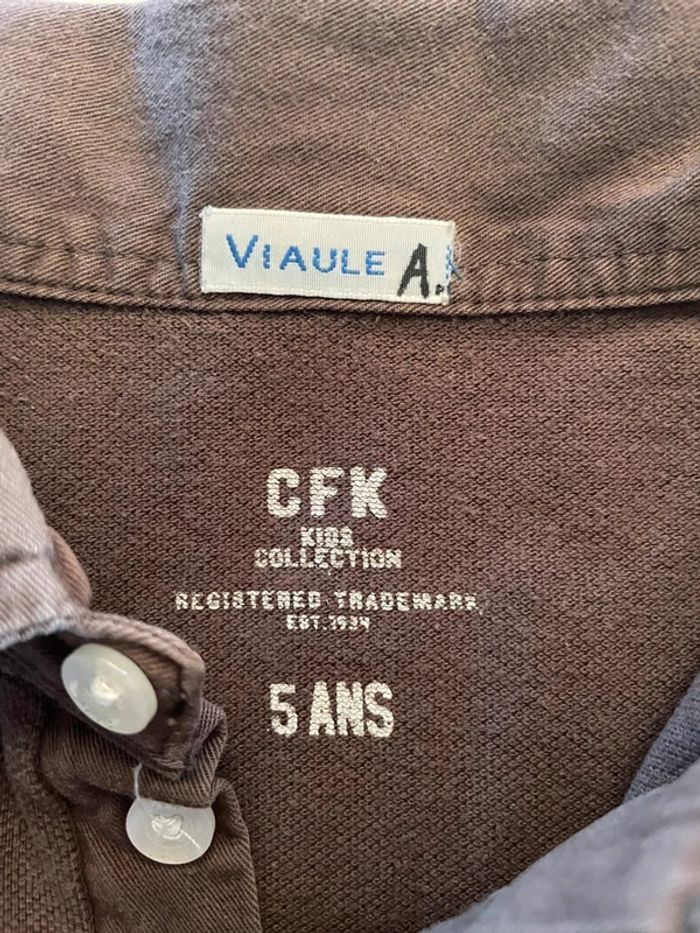 VIAULE A.
CFK
KIDS
COLLECTION
REGISTERED TRADEMARK
EST. 1934
5 ANS